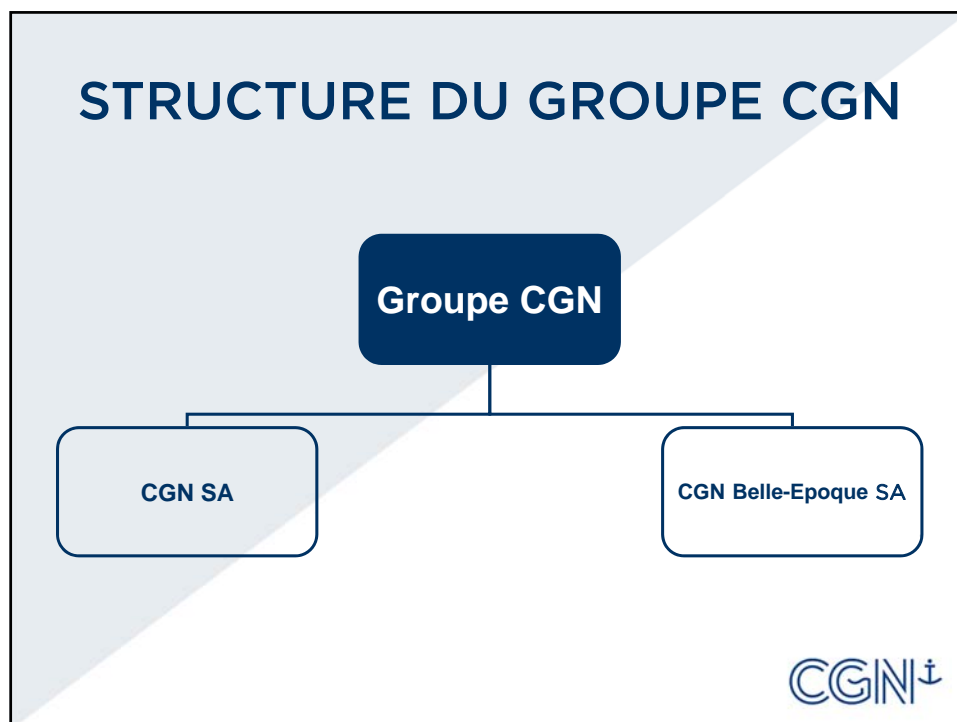 STRUCTURE DU GROUPE CGN
Groupe CGN
CGN SA
CGN Belle-Epoque SA
CGN